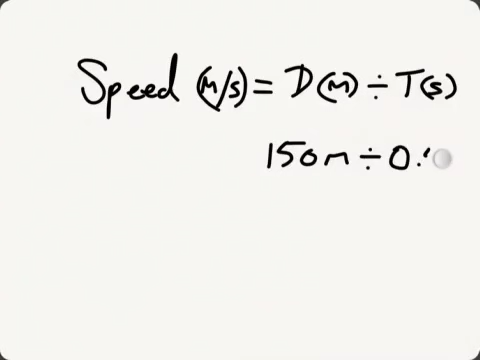 Speed (m/s) = D(m) ÷ T(s)
150m ÷ 0.